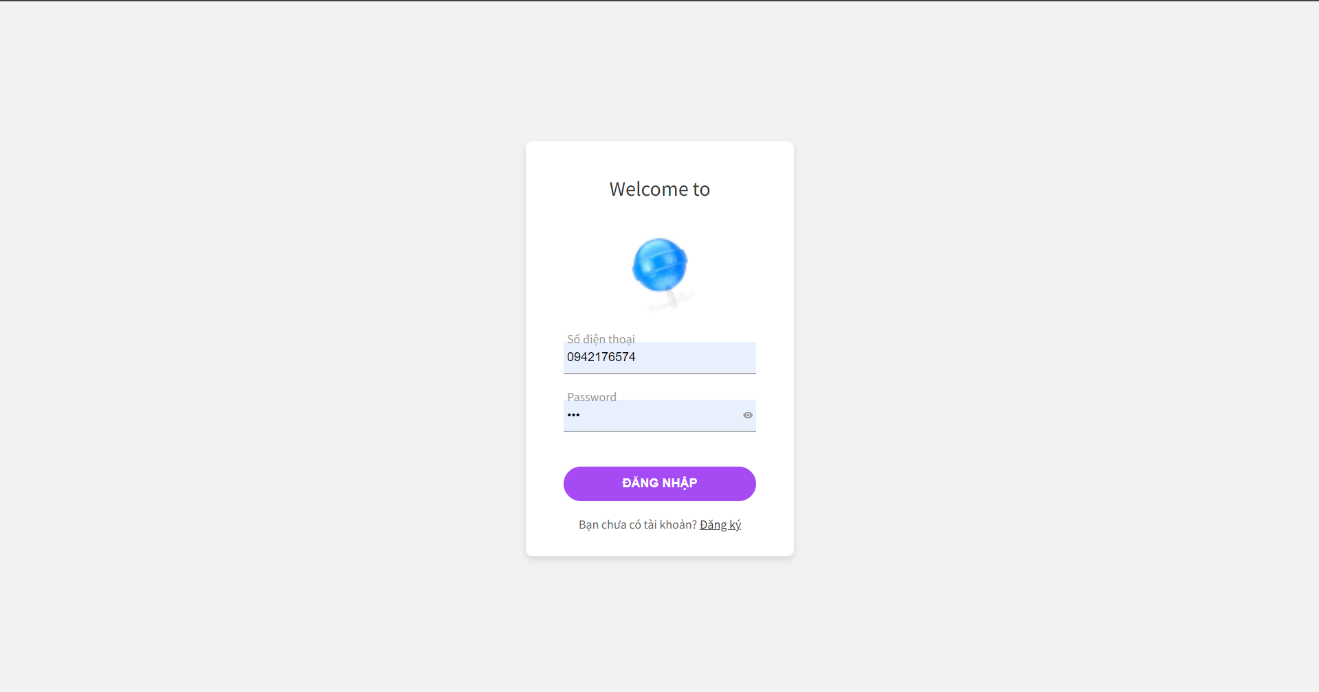 Welcome to
Số điện thoại
0942176574
Password
•••
ĐĂNG NHẬP
Bạn chưa có tài khoản? Đăng ký